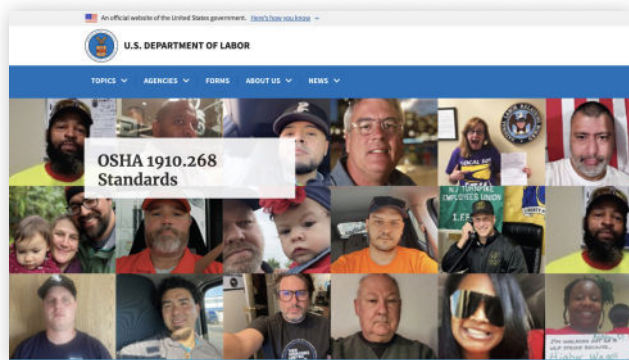 An official website of the United States government. Here's how you know
U.S. DEPARTMENT OF LABOR
TOPICS AGENCIES FORMS ABOUT US NEWS
OSHA 1910.268
Standards
N.J. TURNPIKE
EMPLOYEES UNION